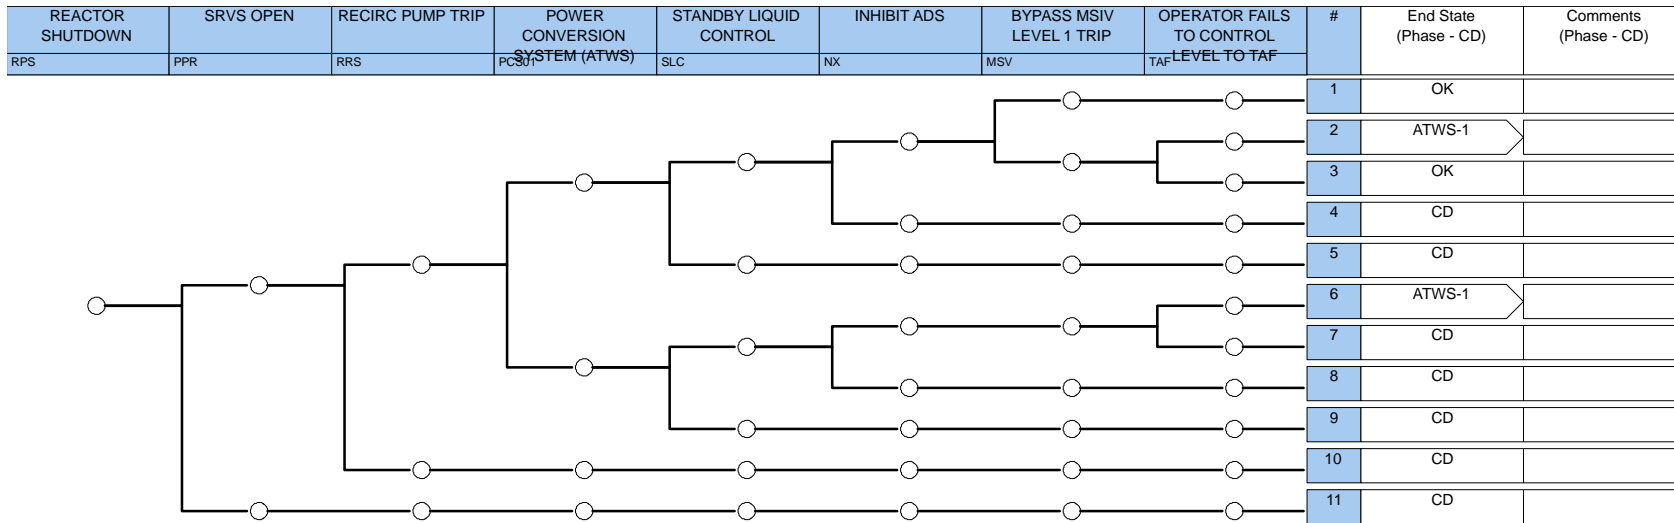 REACTOR
SHUTDOWN
RPS
SRVS OPEN
PPR
RECIRC PUMP TRIP
RRS
POWER
CONVERSION
SYSTEM (ATWS)
PCS01
STANDBY LIQUID
CONTROL
SLC
INHIBIT ADS
NX
BYPASS MSIV
LEVEL 1 TRIP
MSV
OPERATOR FAILS
TO CONTROL
LEVEL TO TAF
TAF
#
End State
(Phase - CD)
Comments
(Phase - CD)
1 OK
2 ATWS-1
3 OK
4 CD
5 CD
6 ATWS-1
7 CD
8 CD
9 CD
10 CD
11 CD